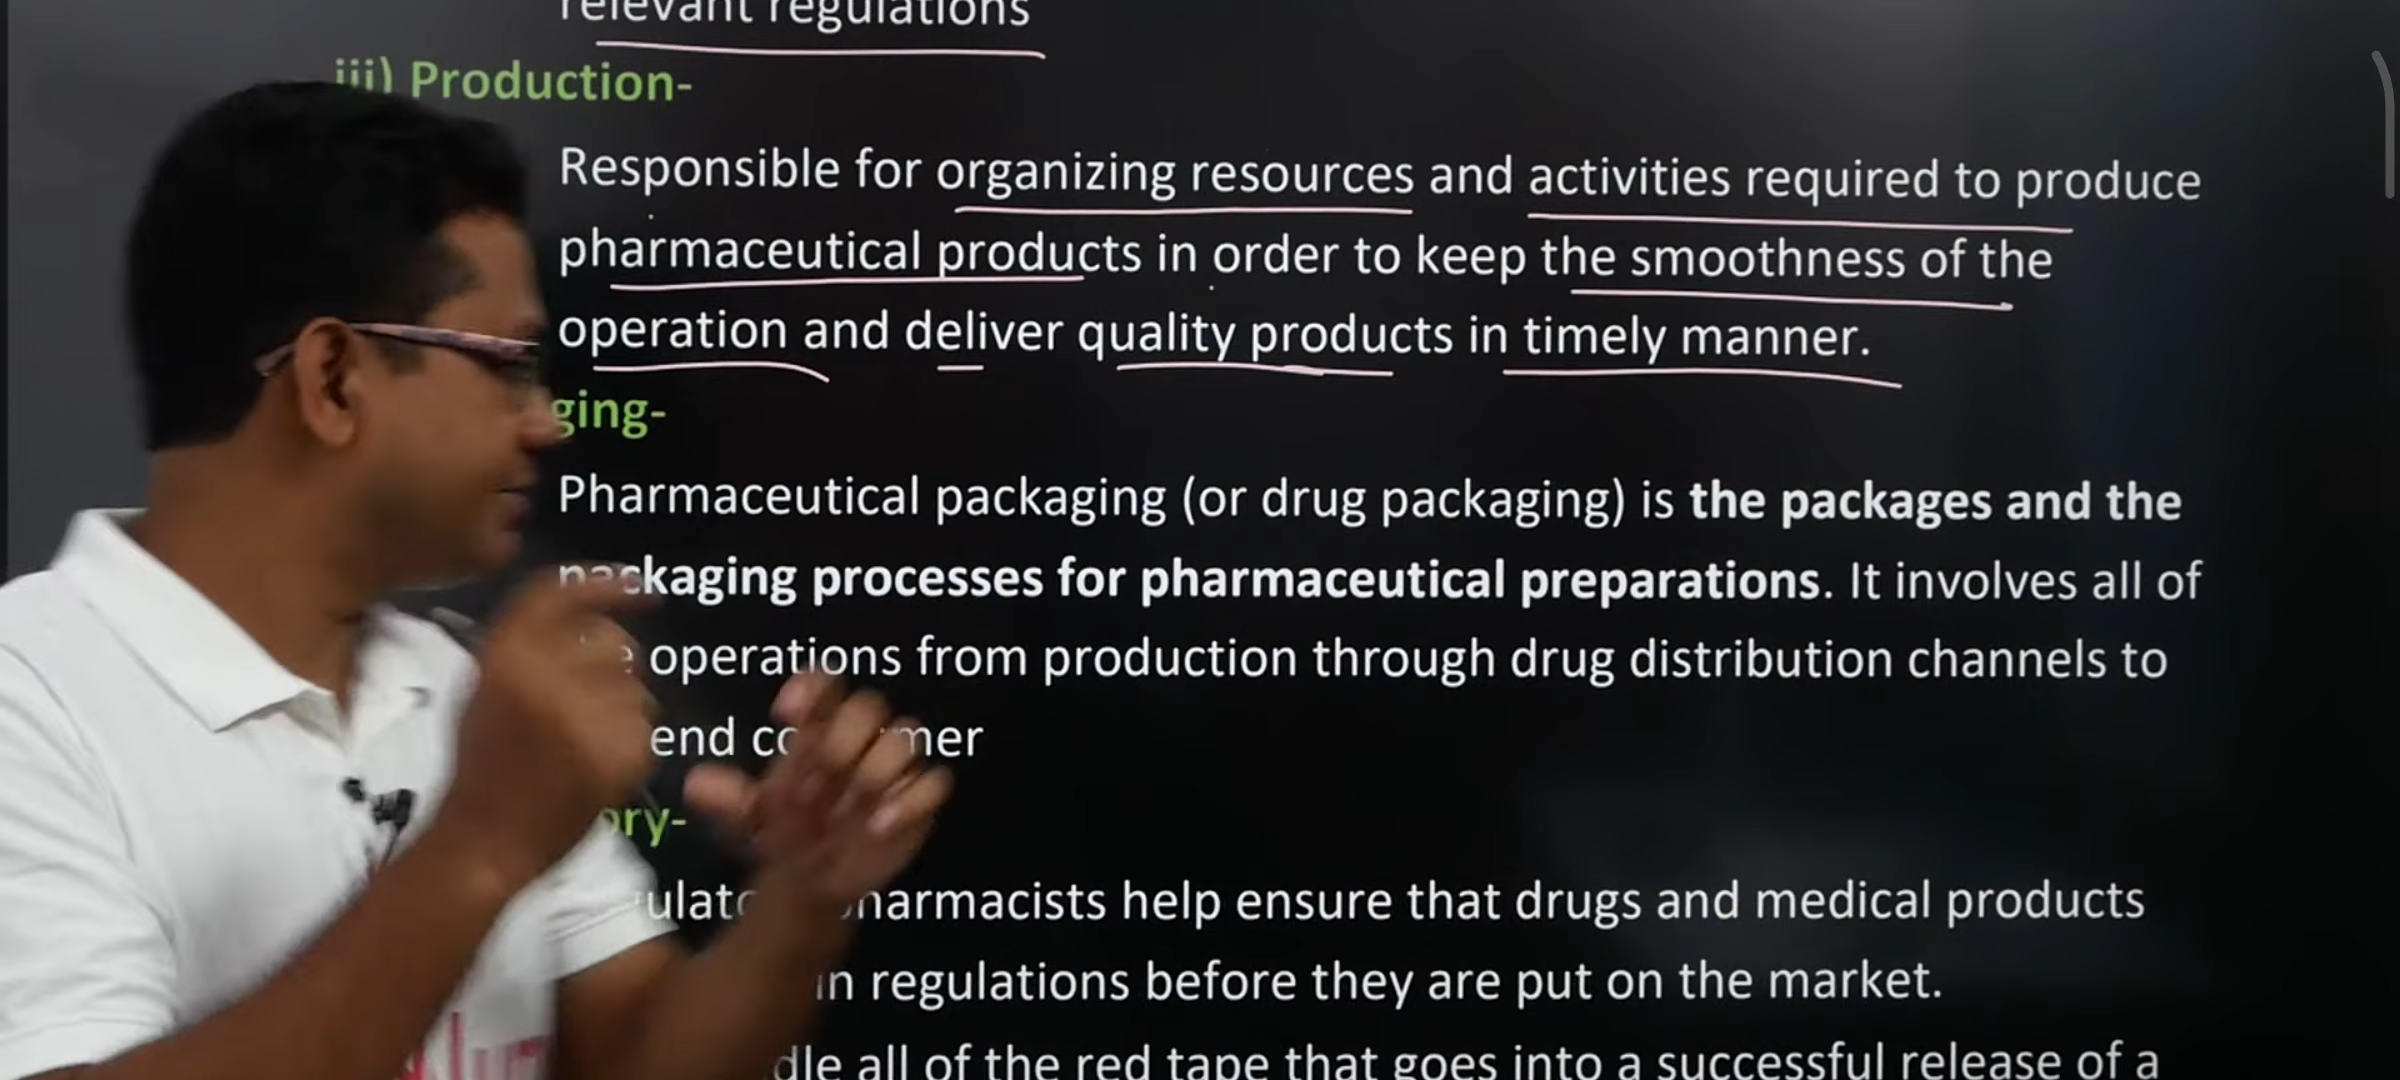 relevant regulations
iii) Production-
Responsible for organizing resources and activities required to produce
pharmaceutical products in order to keep the smoothness of the
operation and deliver quality products in timely manner.
ging-
Pharmaceutical packaging (or drug packaging) is the packages and the
packaging processes for pharmaceutical preparations. It involves all of
operations from production through drug distribution channels to
end
ory-
pharmacists help ensure that drugs and medical products
in regulations before they are put on the market.
all of the red tape that goes into a successful release of a